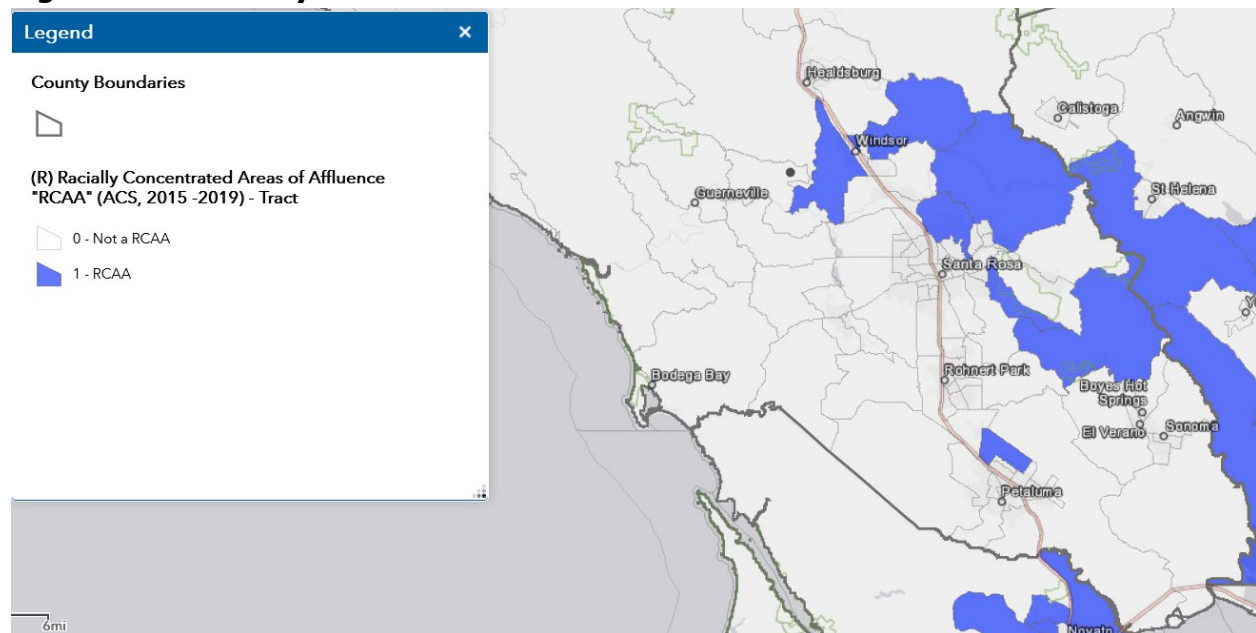 Legend
×
County Boundaries
(R) Racially Concentrated Areas of Affluence
"RCAA" (ACS, 2015 -2019) - Tract
0 - Not a RCAA
1 - RCAA
Healdsburg
Calistoga
Angwin
Windsor
Guerneville
St Helena
Santa Rosa
Bodega Bay
Rohnert Park
Boyes Hot
Springs
El Verano
Sonoma
Petaluma
6mi
Novato